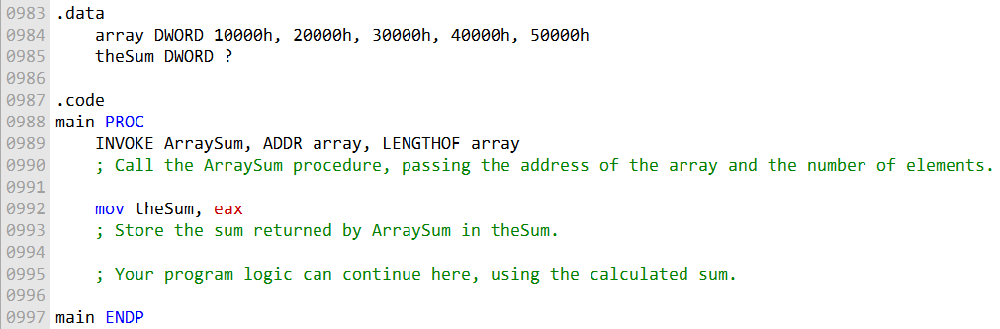 0983 .data
0984     array DWORD 10000h, 20000h, 30000h, 40000h, 50000h
0985     theSum DWORD ?
0986
0987 .code
0988 main PROC
0989     INVOKE ArraySum, ADDR array, LENGTHOF array
0990     ; Call the ArraySum procedure, passing the address of the array and the number of elements.
0991
0992     mov theSum, eax
0993     ; Store the sum returned by ArraySum in theSum.
0994
0995     ; Your program logic can continue here, using the calculated sum.
0996
0997 main ENDP